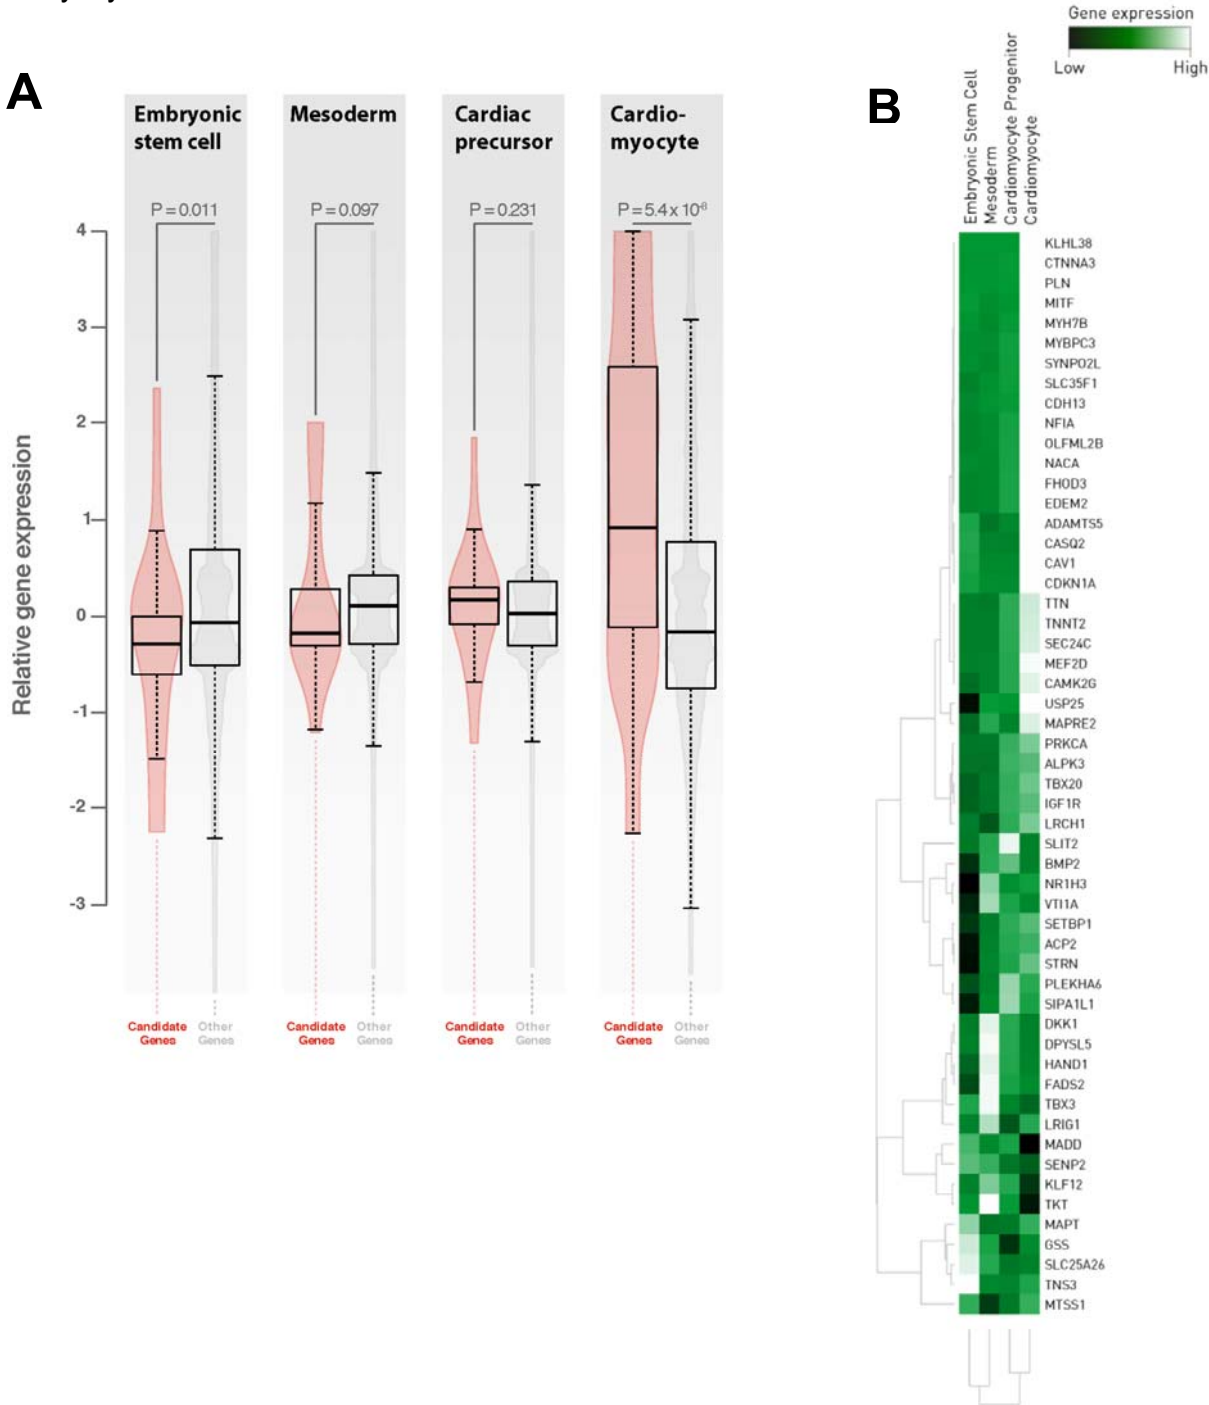 A
Embryonic
stem cell
Mesoderm
Cardiac
precursor
Cardio-
myocyte
P = 0.011
P = 0.097
P = 0.231
P = 5.4 x 10-8
Relative gene expression
4
3
2
1
0
-1
-2
-3
Candidate
Genes
Other
Genes
Candidate
Genes
Other
Genes
Candidate
Genes
Other
Genes
Candidate
Genes
Other
Genes
B
Gene expression
Low
High
Embryonic Stem Cell
Mesoderm
Cardiomyocyte Progenitor
Cardiomyocyte
KLHL38
CTNNA3
PLN
MITF
MYH7B
MYBPC3
SYNPO2L
SLC35F1
CDH13
NFIA
OLFML2B
NACA
FHOD3
EDEM2
ADAMTS5
CASQ2
CAV1
CDKN1A
TTN
TNNT2
SEC24C
MEF2D
CAMK2G
USP25
MAPRE2
PRKCA
ALPK3
TBX20
IGF1R
LRCH1
SLIT2
BMP2
NR1H3
VTI1A
SETBP1
ACP2
STRN
PLEKHA6
SIPA1L1
DKK1
DPYSL5
HAND1
FADS2
TBX3
LRIG1
MADD
SENP2
KLF12
TKT
MAPT
GSS
SLC25A26
TNS3
MTSS1